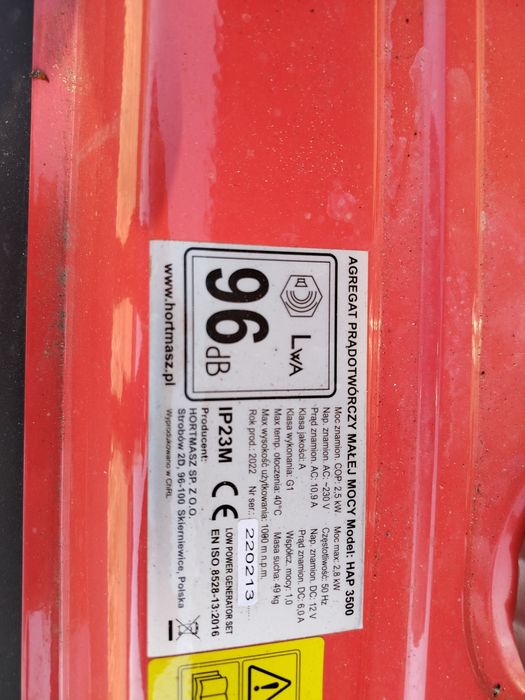 AGREGAT PRĄDOTWÓRCZY MAŁEJ MOCY Model: HAP 3500
LWA
96 dB
Moc znamion. COP: 2,5 kW Moc max: 2,8 kW
Nap. znamion. AC: ~230 V Częstotliwość: 50 Hz
Prąd znamion. AC: 10,9 A Nap. znamion. DC: 12 V
Klasa jakości: A Prąd znamion. DC: 6,0 A
Klasa wykonania: G1 Współcz. mocy: 1,0
Max temp. otoczenia: 40°C Masa sucha: 49 kg
Max wysokość użytkowania: 1090 m n.p.m.
Rok prod.: 2022 Nr ser.: 220213
IP23M CE LOW POWER GENERATOR SET
EN ISO 8528-13:2016
Producent:
HORTMASZ SP. Z O.O.
Strobów 2D, 96-100 Skierniewice, Polska
Wyprodukowano w ChRL
www.hortmasz.pl